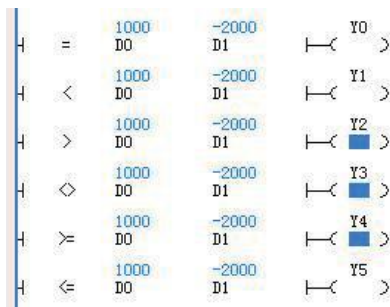 1000 -2000 Y0
= D0 D1
1000 -2000 Y1
< D0 D1
1000 -2000 Y2
> D0 D1
1000 -2000 Y3
<> D0 D1
1000 -2000 Y4
>= D0 D1
1000 -2000 Y5
<= D0 D1